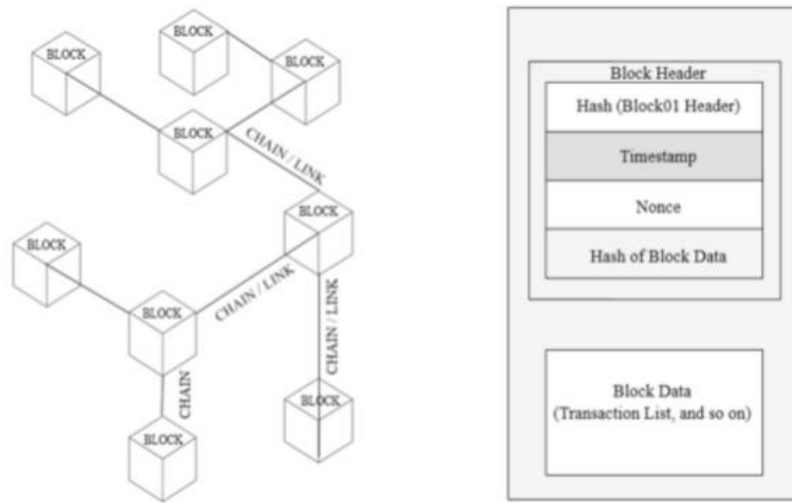 BLOCK
BLOCK
BLOCK
BLOCK
CHAIN / LINK
BLOCK
BLOCK
CHAIN / LINK
CHAIN / LINK
BLOCK
CHAIN
BLOCK
BLOCK
Block Header
Hash (Block01 Header)
Timestamp
Nonce
Hash of Block Data
Block Data
(Transaction List, and so on)